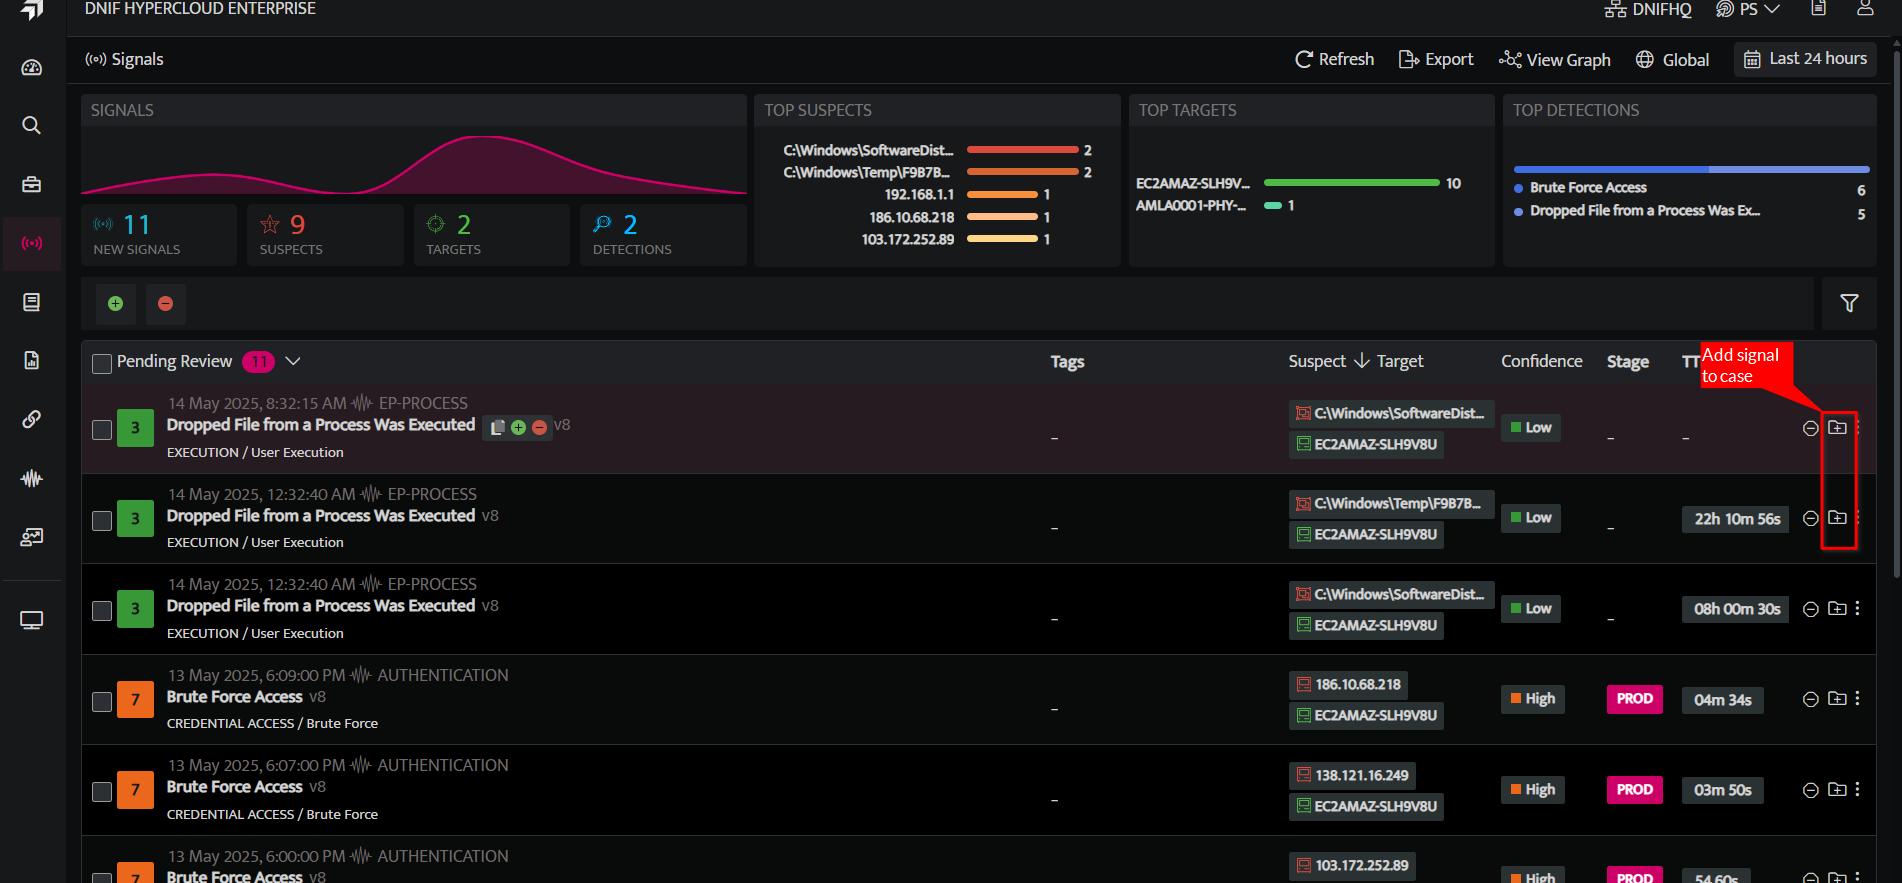 DNIF HYPERCLOUD ENTERPRISE
DNIFHQ PS
Signals
Refresh Export View Graph Global Last 24 hours
SIGNALS
11
NEW SIGNALS
9
SUSPECTS
2
TARGETS
2
DETECTIONS
TOP SUSPECTS
C:\Windows\SoftwareDist... 2
C:\Windows\Temp\F9B7B... 2
192.168.1.1 1
186.10.68.218 1
103.172.252.89 1
TOP TARGETS
EC2AMAZ-SLH9V... 10
AMLA0001-PHY-... 1
TOP DETECTIONS
Brute Force Access 6
Dropped File from a Process Was Ex... 5
Pending Review 11 Tags Suspect Target Confidence Stage TT
Add signal
to case
14 May 2025, 8:32:15 AM EP-PROCESS
3 Dropped File from a Process Was Executed v8
EXECUTION / User Execution
–
C:\Windows\SoftwareDist...
EC2AMAZ-SLH9V8U
Low – –
14 May 2025, 12:32:40 AM EP-PROCESS
3 Dropped File from a Process Was Executed v8
EXECUTION / User Execution
–
C:\Windows\Temp\F9B7B...
EC2AMAZ-SLH9V8U
Low – 22h 10m 56s
14 May 2025, 12:32:40 AM EP-PROCESS
3 Dropped File from a Process Was Executed v8
EXECUTION / User Execution
–
C:\Windows\SoftwareDist...
EC2AMAZ-SLH9V8U
Low – 08h 00m 30s
13 May 2025, 6:09:00 PM AUTHENTICATION
7 Brute Force Access v8
CREDENTIAL ACCESS / Brute Force
–
186.10.68.218
EC2AMAZ-SLH9V8U
High PROD 04m 34s
13 May 2025, 6:07:00 PM AUTHENTICATION
7 Brute Force Access v8
CREDENTIAL ACCESS / Brute Force
–
138.121.16.249
EC2AMAZ-SLH9V8U
High PROD 03m 50s
13 May 2025, 6:00:00 PM AUTHENTICATION
7 Brute Force Access v8
103.172.252.89
High PROD 54.60s